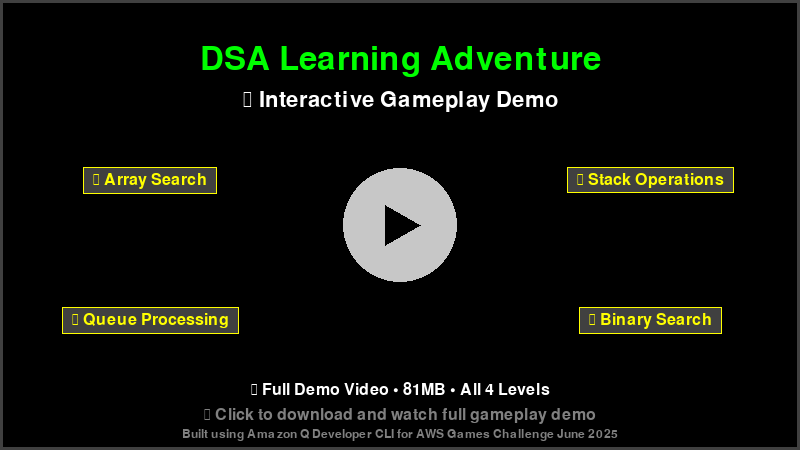 DSA Learning Adventure
Interactive Gameplay Demo
Array Search
Stack Operations
Queue Processing
Binary Search
Full Demo Video • 81MB • All 4 Levels
Click to download and watch full gameplay demo
Built using Amazon Q Developer CLI for AWS Games Challenge June 2025